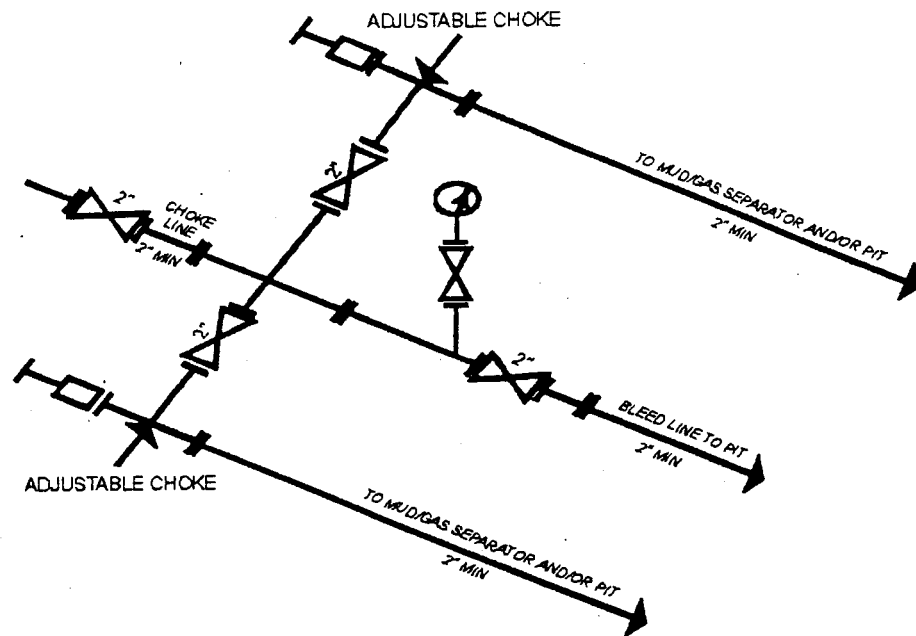 ADJUSTABLE CHOKE
TO MUD/GAS SEPARATOR AND/OR PIT
2" MIN
2"
2"
CHOKE
LINE
2" MIN
2"
2"
BLEED LINE TO PIT
2" MIN
ADJUSTABLE CHOKE
TO MUD/GAS SEPARATOR AND/OR PIT
2" MIN